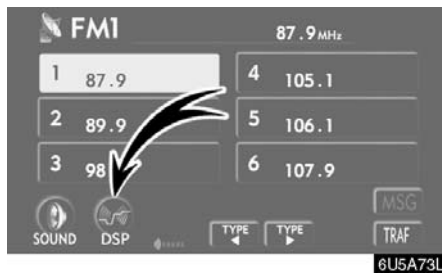 FM1 87.9MHz
1 87.9 4 105.1
2 89.9 5 106.1
3 98 6 107.9
MSG
SOUND DSP TYPE TYPE TRAF
6U5A73L